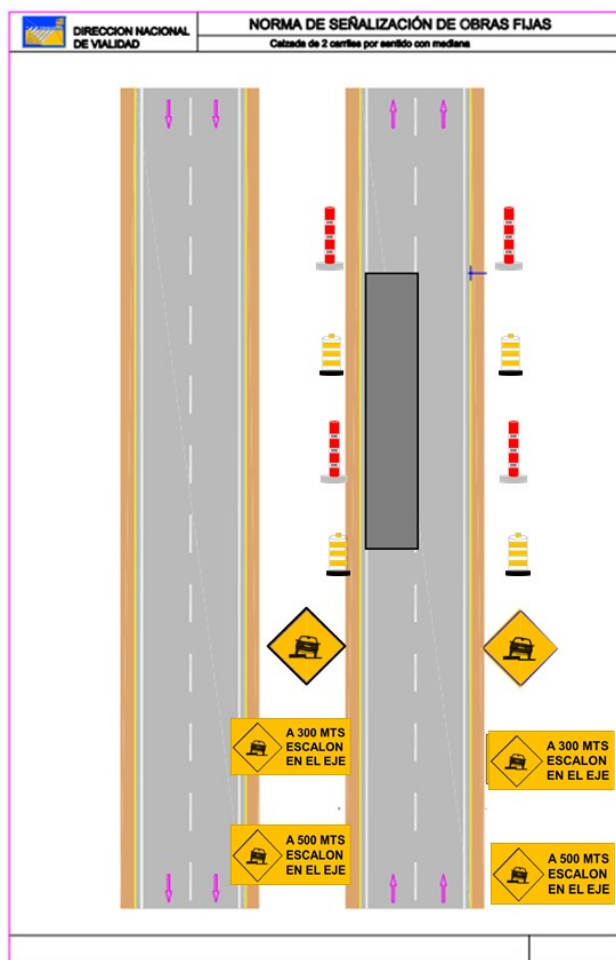 DIRECCION NACIONAL
DE VIALIDAD
NORMA DE SEÑALIZACIÓN DE OBRAS FIJAS
Calzada de 2 carriles por sentido con mediana
A 300 MTS
ESCALON
EN EL EJE
A 300 MTS
ESCALON
EN EL EJE
A 500 MTS
ESCALON
EN EL EJE
A 500 MTS
ESCALON
EN EL EJE